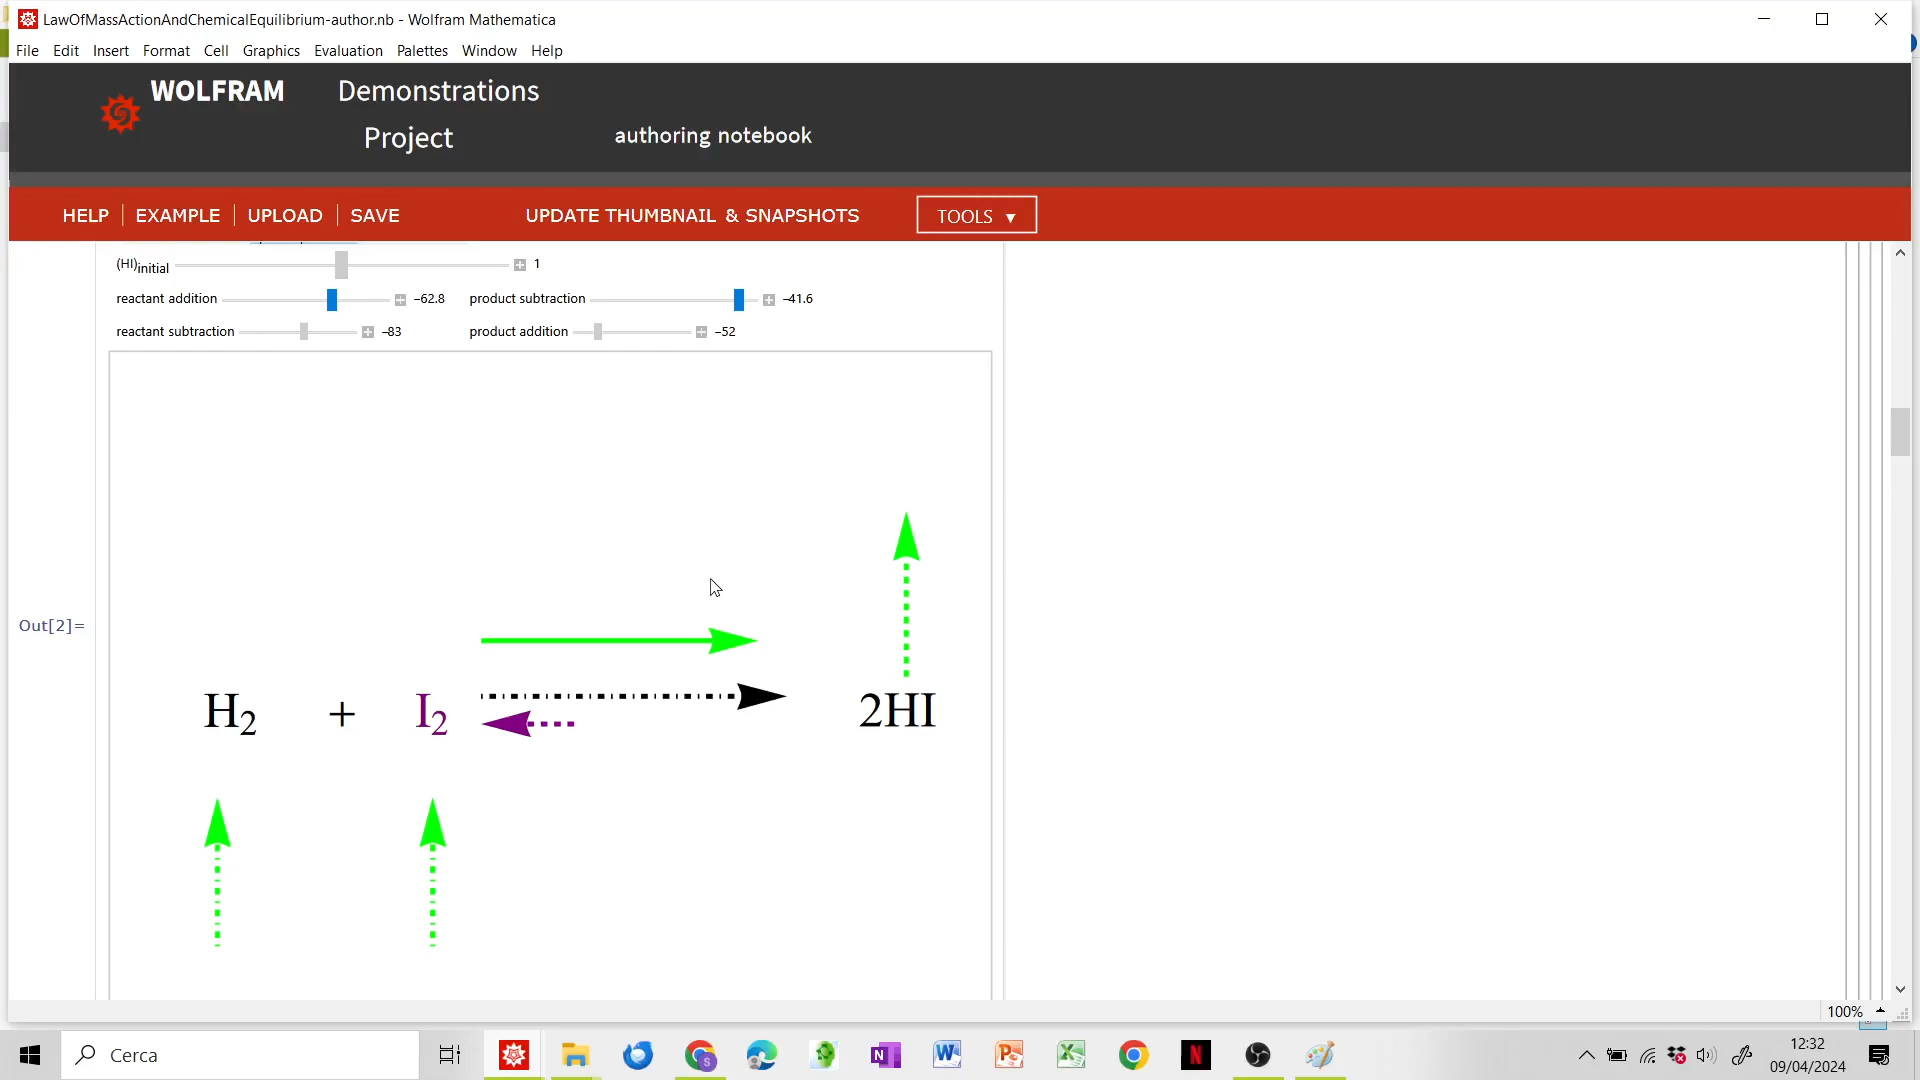 LawOfMassActionAndChemicalEquilibrium-author.nb - Wolfram Mathematica
File Edit Insert Format Cell Graphics Evaluation Palettes Window Help
WOLFRAM Demonstrations
Project authoring notebook
HELP EXAMPLE UPLOAD SAVE UPDATE THUMBNAIL & SNAPSHOTS TOOLS ▼
(HI)initial 1
reactant addition -62.8 product subtraction -41.6
reactant subtraction -83 product addition -52
Out[2]=
H₂ + I₂ 2HI
100%
Cerca
12:32
09/04/2024